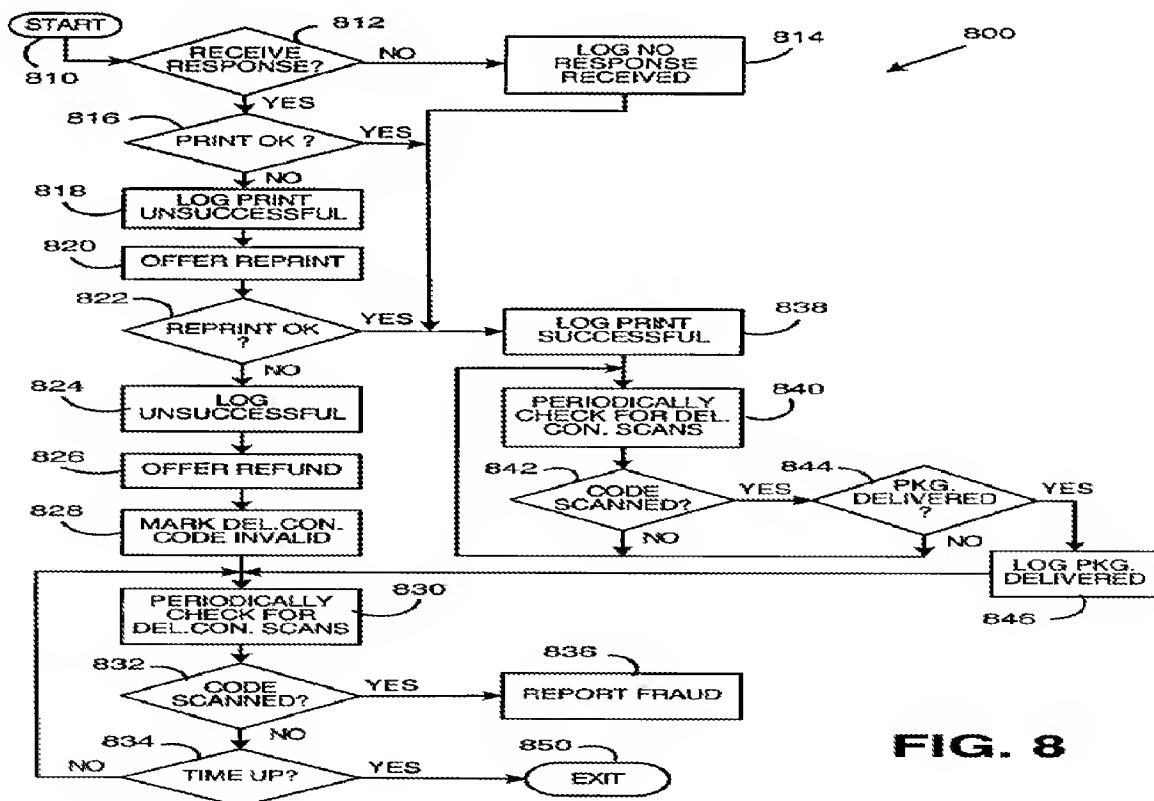 START
810
812
RECEIVE
RESPONSE?
NO
LOG NO
RESPONSE
RECEIVED
814
800
YES
816
PRINT OK ?
YES
NO
818
LOG PRINT
UNSUCCESSFUL
820
OFFER REPRINT
822
REPRINT OK
?
YES
LOG PRINT
SUCCESSFUL
838
NO
824
LOG
UNSUCCESSFUL
PERIODICALLY
CHECK FOR DEL.
CON. SCANS
840
826
OFFER REFUND
842
CODE
SCANNED?
YES
844
PKG.
DELIVERED
?
YES
NO
NO
828
MARK DEL.CON.
CODE INVALID
LOG PKG.
DELIVERED
846
PERIODICALLY
CHECK FOR
DEL.CON. SCANS
830
832
CODE
SCANNED?
YES
836
REPORT FRAUD
NO
834
TIME UP?
NO
YES
850
EXIT
FIG. 8